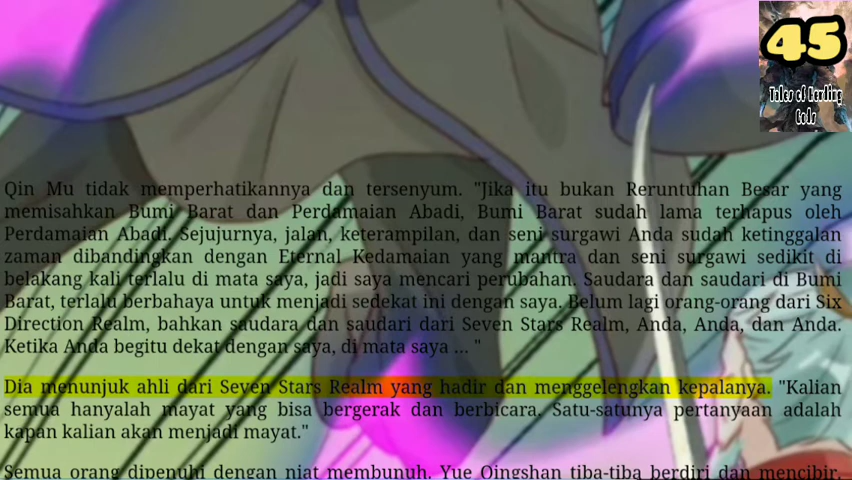 45
Tales of Herding
Gods
Qin Mu tidak memperhatikannya dan tersenyum. "Jika itu bukan Reruntuhan Besar yang
memisahkan Bumi Barat dan Perdamaian Abadi, Bumi Barat sudah lama terhapus oleh
Perdamaian Abadi. Sejujurnya, jalan, keterampilan, dan seni surgawi Anda sudah ketinggalan
zaman dibandingkan dengan Eternal Kedamaian yang mantra dan seni surgawi sedikit di
belakang kali terlalu di mata saya, jadi saya mencari perubahan. Saudara dan saudari di Bumi
Barat, terlalu berbahaya untuk menjadi sedekat ini dengan saya. Belum lagi orang-orang dari Six
Direction Realm, bahkan saudara dan saudari dari Seven Stars Realm, Anda, Anda, dan Anda.
Ketika Anda begitu dekat dengan saya, di mata saya ... "
Dia menunjuk ahli dari Seven Stars Realm yang hadir dan menggelengkan kepalanya. "Kalian
semua hanyalah mayat yang bisa bergerak dan berbicara. Satu-satunya pertanyaan adalah
kapan kalian akan menjadi mayat."
Semua orang dipenuhi dengan niat membunuh. Yue Qingshan tiba-tiba berdiri dan mencibir,